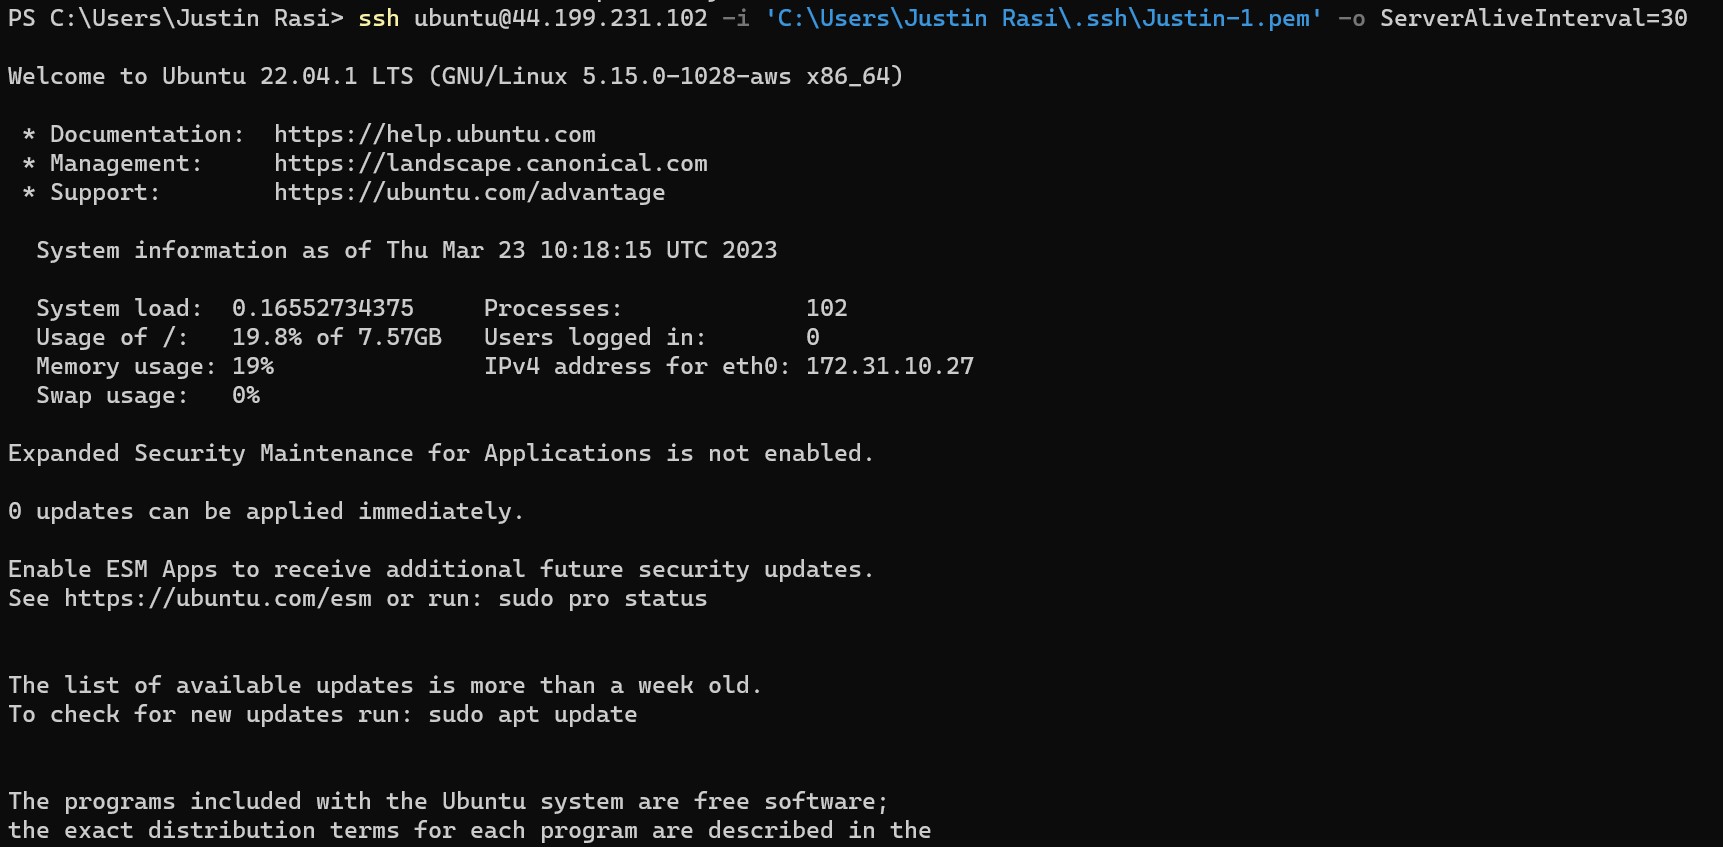 PS C:\Users\Justin Rasi> ssh ubuntu@44.199.231.102 -i 'C:\Users\Justin Rasi\.ssh\Justin-1.pem' -o ServerAliveInterval=30
Welcome to Ubuntu 22.04.1 LTS (GNU/Linux 5.15.0-1028-aws x86_64)
* Documentation: https://help.ubuntu.com
* Management: https://landscape.canonical.com
* Support: https://ubuntu.com/advantage
System information as of Thu Mar 23 10:18:15 UTC 2023
System load: 0.16552734375 Processes: 102
Usage of /: 19.8% of 7.57GB Users logged in: 0
Memory usage: 19% IPv4 address for eth0: 172.31.10.27
Swap usage: 0%
Expanded Security Maintenance for Applications is not enabled.
0 updates can be applied immediately.
Enable ESM Apps to receive additional future security updates.
See https://ubuntu.com/esm or run: sudo pro status
The list of available updates is more than a week old.
To check for new updates run: sudo apt update
The programs included with the Ubuntu system are free software;
the exact distribution terms for each program are described in the